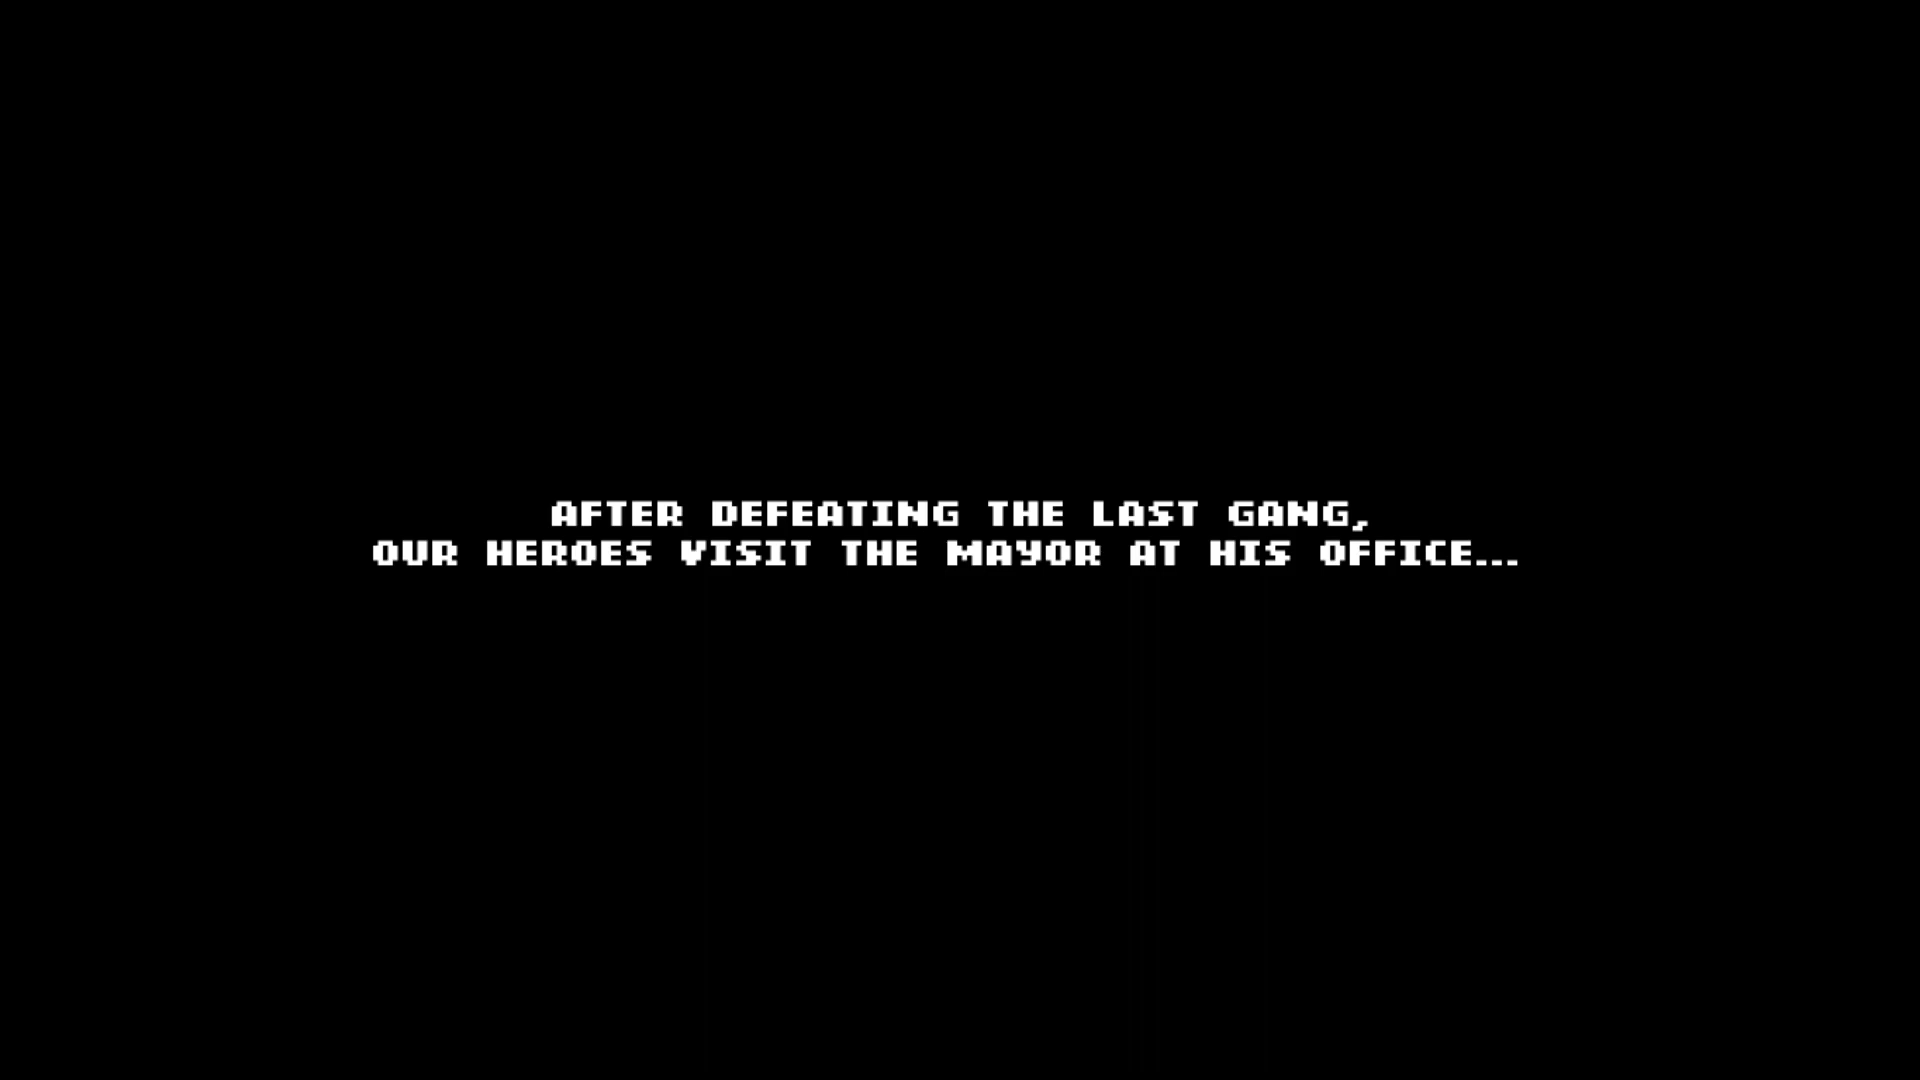 AFTER DEFEATING THE LAST GANG,
OUR HEROES VISIT THE MAYOR AT HIS OFFICE...